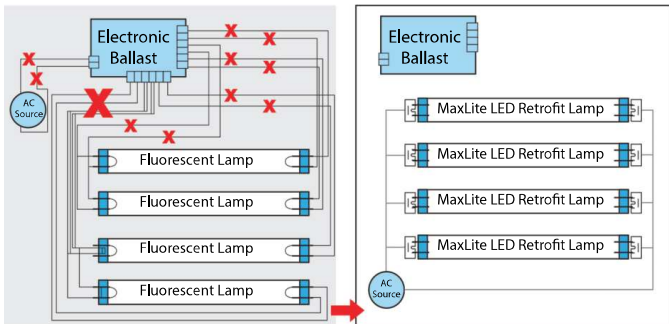 Electronic
Ballast
AC
Source
Fluorescent Lamp
Fluorescent Lamp
Fluorescent Lamp
Fluorescent Lamp
Electronic
Ballast
MaxLite LED Retrofit Lamp
MaxLite LED Retrofit Lamp
MaxLite LED Retrofit Lamp
MaxLite LED Retrofit Lamp
AC
Source